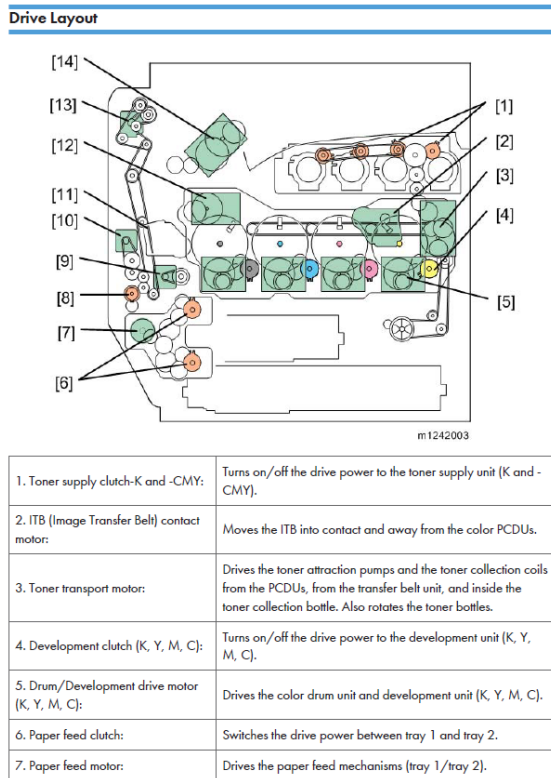 Drive Layout
[14]
[13]
[12]
[11]
[10]
[9]
[8]
[7]
[6]
[1]
[2]
[3]
[4]
[5]
m1242003
1. Toner supply clutch-K and -CMY:
Turns on/off the drive power to the toner supply unit (K and -
CMY).
2. ITB (Image Transfer Belt) contact
motor:
Moves the ITB into contact and away from the color PCDUs.
3. Toner transport motor:
Drives the toner attraction pumps and the toner collection coils
from the PCDUs, from the transfer belt unit, and inside the
toner collection bottle. Also rotates the toner bottles.
4. Development clutch (K, Y, M, C):
Turns on/off the drive power to the development unit (K, Y,
M, C).
5. Drum/Development drive motor
(K, Y, M, C):
Drives the color drum unit and development unit (K, Y, M, C).
6. Paper feed clutch:
Switches the drive power between tray 1 and tray 2.
7. Paper feed motor:
Drives the paper feed mechanisms (tray 1/tray 2).